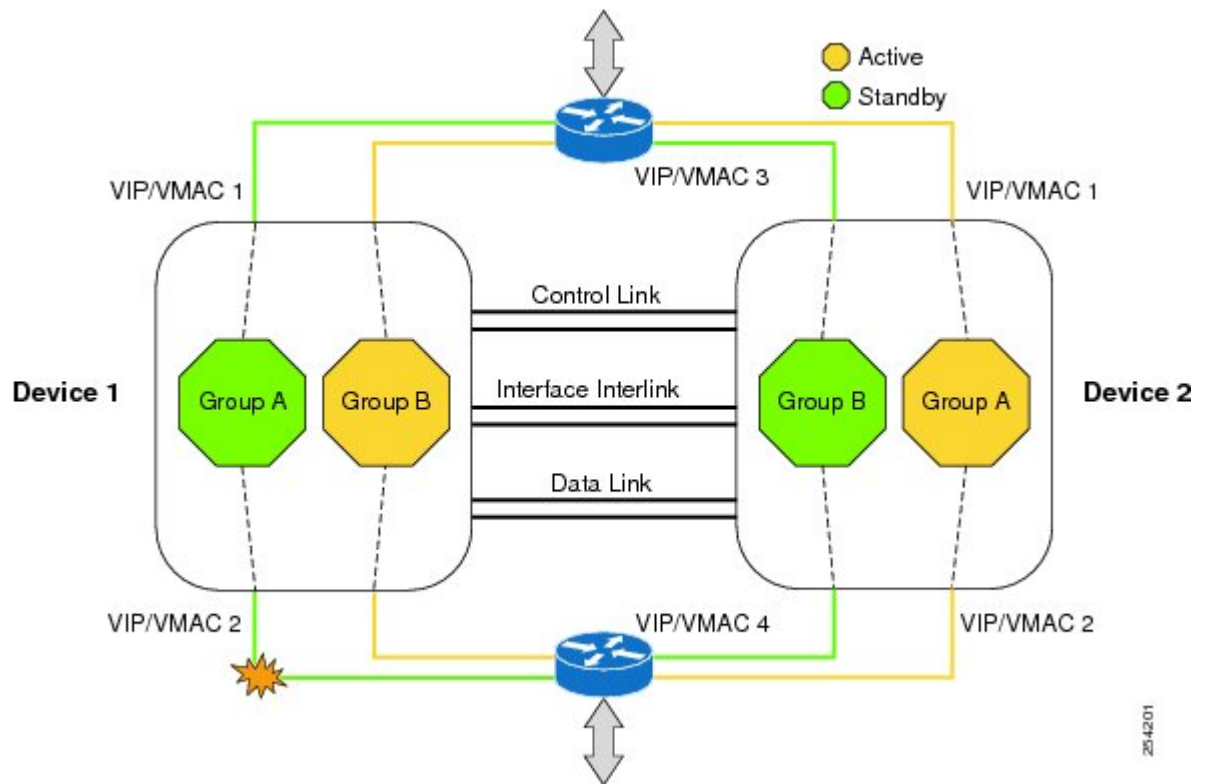 Active
Standby
VIP/VMAC 1
VIP/VMAC 3
VIP/VMAC 1
Control Link
Device 1
Group A
Group B
Interface Interlink
Group B
Group A
Device 2
Data Link
VIP/VMAC 2
VIP/VMAC 4
VIP/VMAC 2
254201